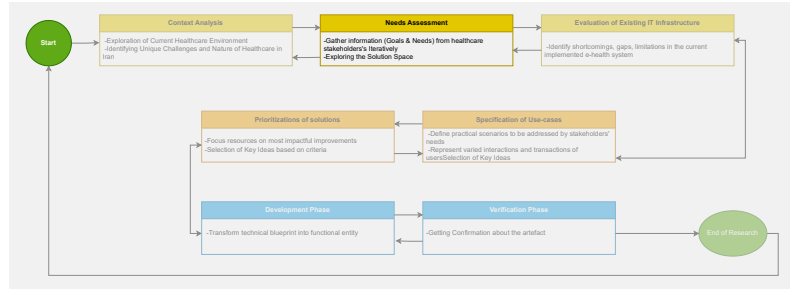 Context Analysis
Needs Assessment
Evaluation of Existing IT Infrastructure
Start
-Exploration of Current Healthcare Environment
-Identifying Unique Challenges and Nature of Healthcare in
Iran
-Gather information (Goals & Needs) from healthcare
stakeholders's Iteratively
-Exploring the Solution Space
-Identify shortcomings, gaps, limitations in the current
implemented e-health system
Prioritizations of solutions
Specification of Use-cases
-Focus resources on most impactful improvements
-Selection of Key Ideas based on criteria
-Define practical scenarios to be addressed by stakeholders'
needs
-Represent varied interactions and transactions of
usersSelection of Key Ideas
Development Phase
Verification Phase
-Transform technical blueprint into functional entity
-Getting Confirmation about the artefact
End of Research